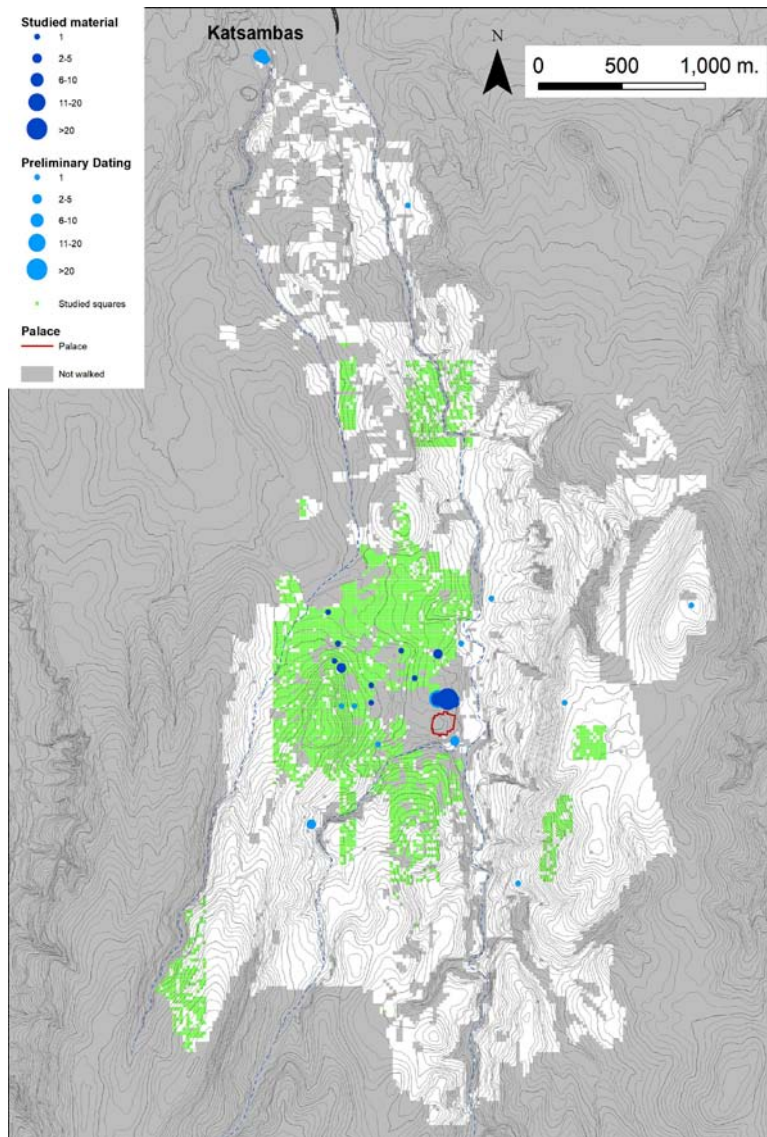 Studied material
1
2-5
6-10
11-20
>20
Preliminary Dating
1
2-5
6-10
11-20
>20
Studied squares
Palace
Palace
Not walked
Katsambas
N
0 500 1,000 m.